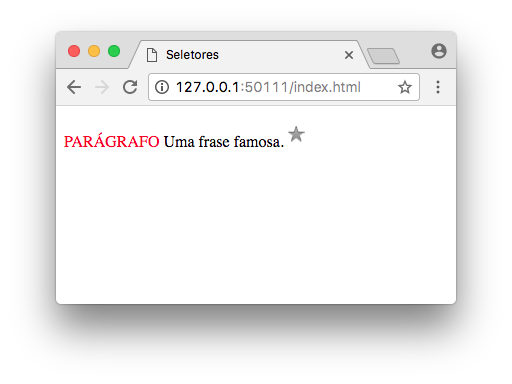 Seletores
127.0.0.1:50111/index.html
PARÁGRAFO Uma frase famosa.